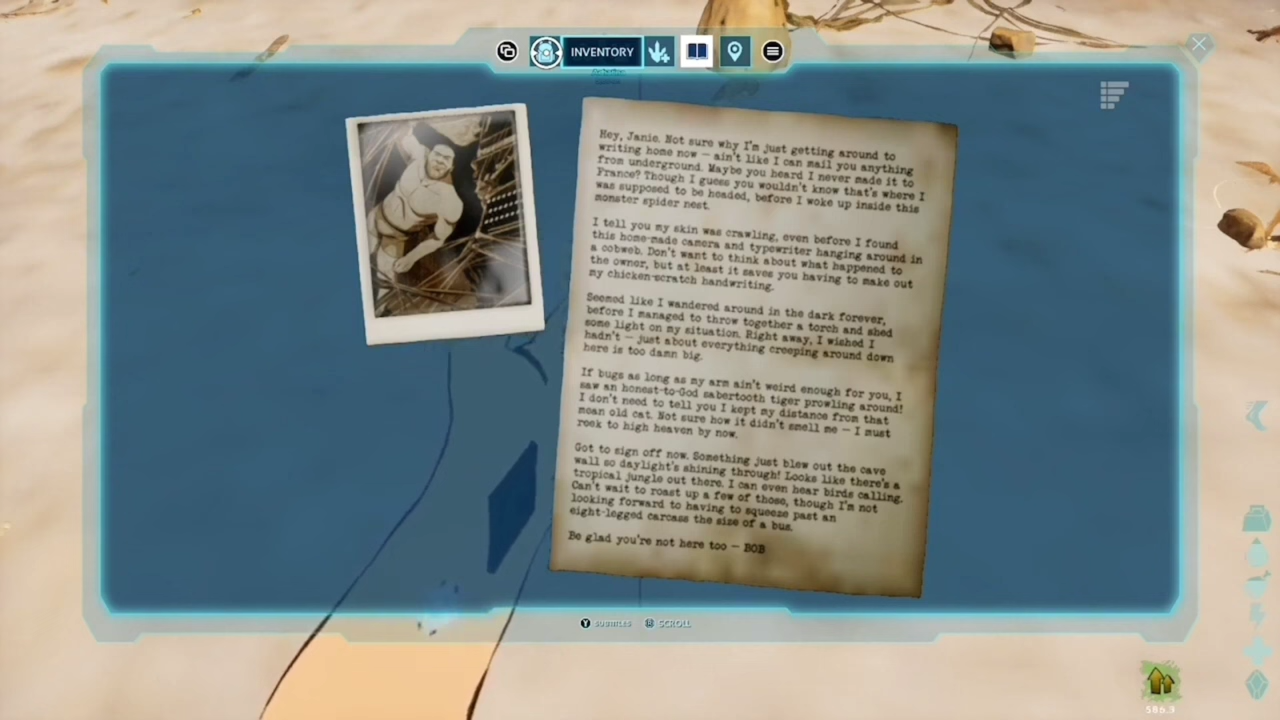 INVENTORY
Hey, Janie. Not sure why I'm just getting around to
writing home now — ain't like I can mail you anything
from underground. Maybe you heard I never made it to
France? Though I guess you wouldn't know that's where I
was supposed to be headed, before I woke up inside this
monster spider nest.
I tell you my skin was crawling, even before I found
this home-made camera and typewriter hanging around in
a cobweb. Don't want to think about what happened to
the owner, but at least it saves you having to make out
my chicken-scratch handwriting.
Seemed like I wandered around in the dark forever,
before I managed to throw together a torch and shed
some light on my situation. Right away, I wished I
hadn't — just about everything creeping around down
here is too damn big.
If bugs as long as my arm ain't weird enough for you, I
saw an honest-to-God sabertooth tiger prowling around!
I don't need to tell you I kept my distance from that
mean old cat. Not sure how it didn't smell me — I must
reek to high heaven by now.
Got to sign off now. Something just blew out the cave
wall so daylight's shining through! Looks like there's a
tropical jungle out there. I can even hear birds calling.
Can't wait to roast up a few of those, though I'm not
looking forward to having to squeeze past an
eight-legged carcass the size of a bus.
Be glad you're not here too — BOB
Y SUBTITLES SCROLL
586.3